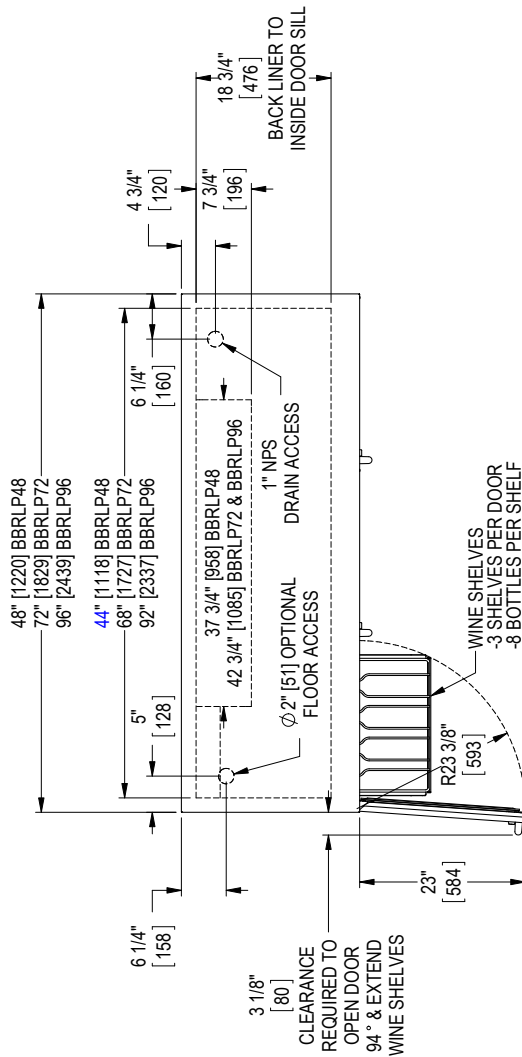 48" [1220] BBRLP48
72" [1829] BBRLP72
96" [2439] BBRLP96
44" [1118] BBRLP48
68" [1727] BBRLP72
92" [2337] BBRLP96
5"
[128]
6 1/4"
[160]
4 3/4"
[120]
7 3/4"
[196]
18 3/4"
[476]
BACK LINER TO
INSIDE DOOR SILL
6 1/4"
[158]
37 3/4" [958] BBRLP48
42 3/4" [1085] BBRLP72 & BBRLP96
1" NPS
DRAIN ACCESS
∅2" [51] OPTIONAL
FLOOR ACCESS
3 1/8"
[80]
CLEARANCE
REQUIRED TO
OPEN DOOR
94° & EXTEND
WINE SHELVES
23"
[584]
R23 3/8"
[593]
WINE SHELVES
-3 SHELVES PER DOOR
-8 BOTTLES PER SHELF